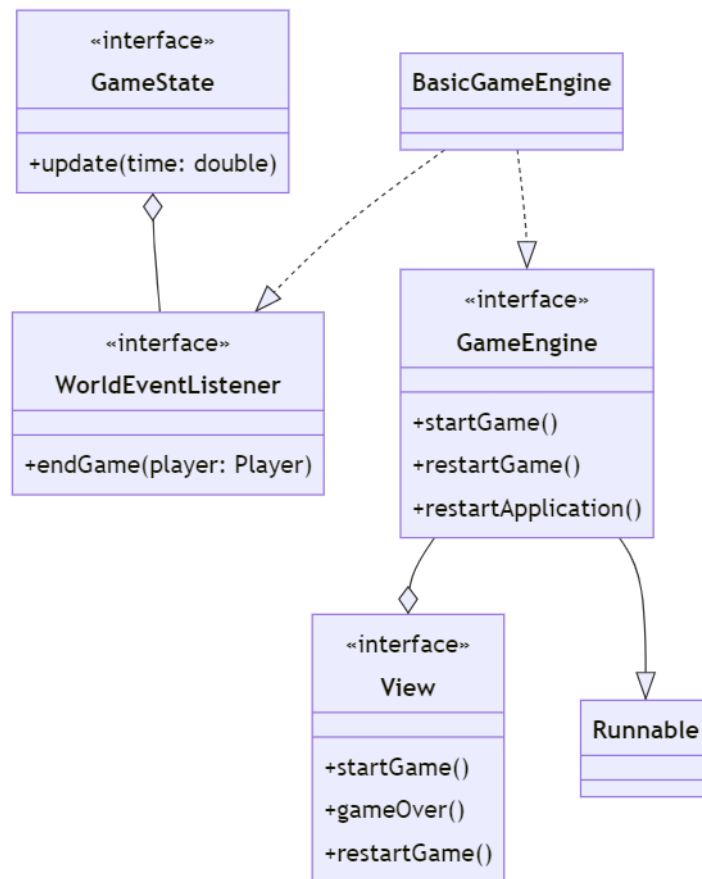 «interface»
GameState
+update(time: double)
BasicGameEngine
«interface»
WorldEventListener
+endGame(player: Player)
«interface»
GameEngine
+startGame()
+restartGame()
+restartApplication()
«interface»
View
+startGame()
+gameOver()
+restartGame()
Runnable